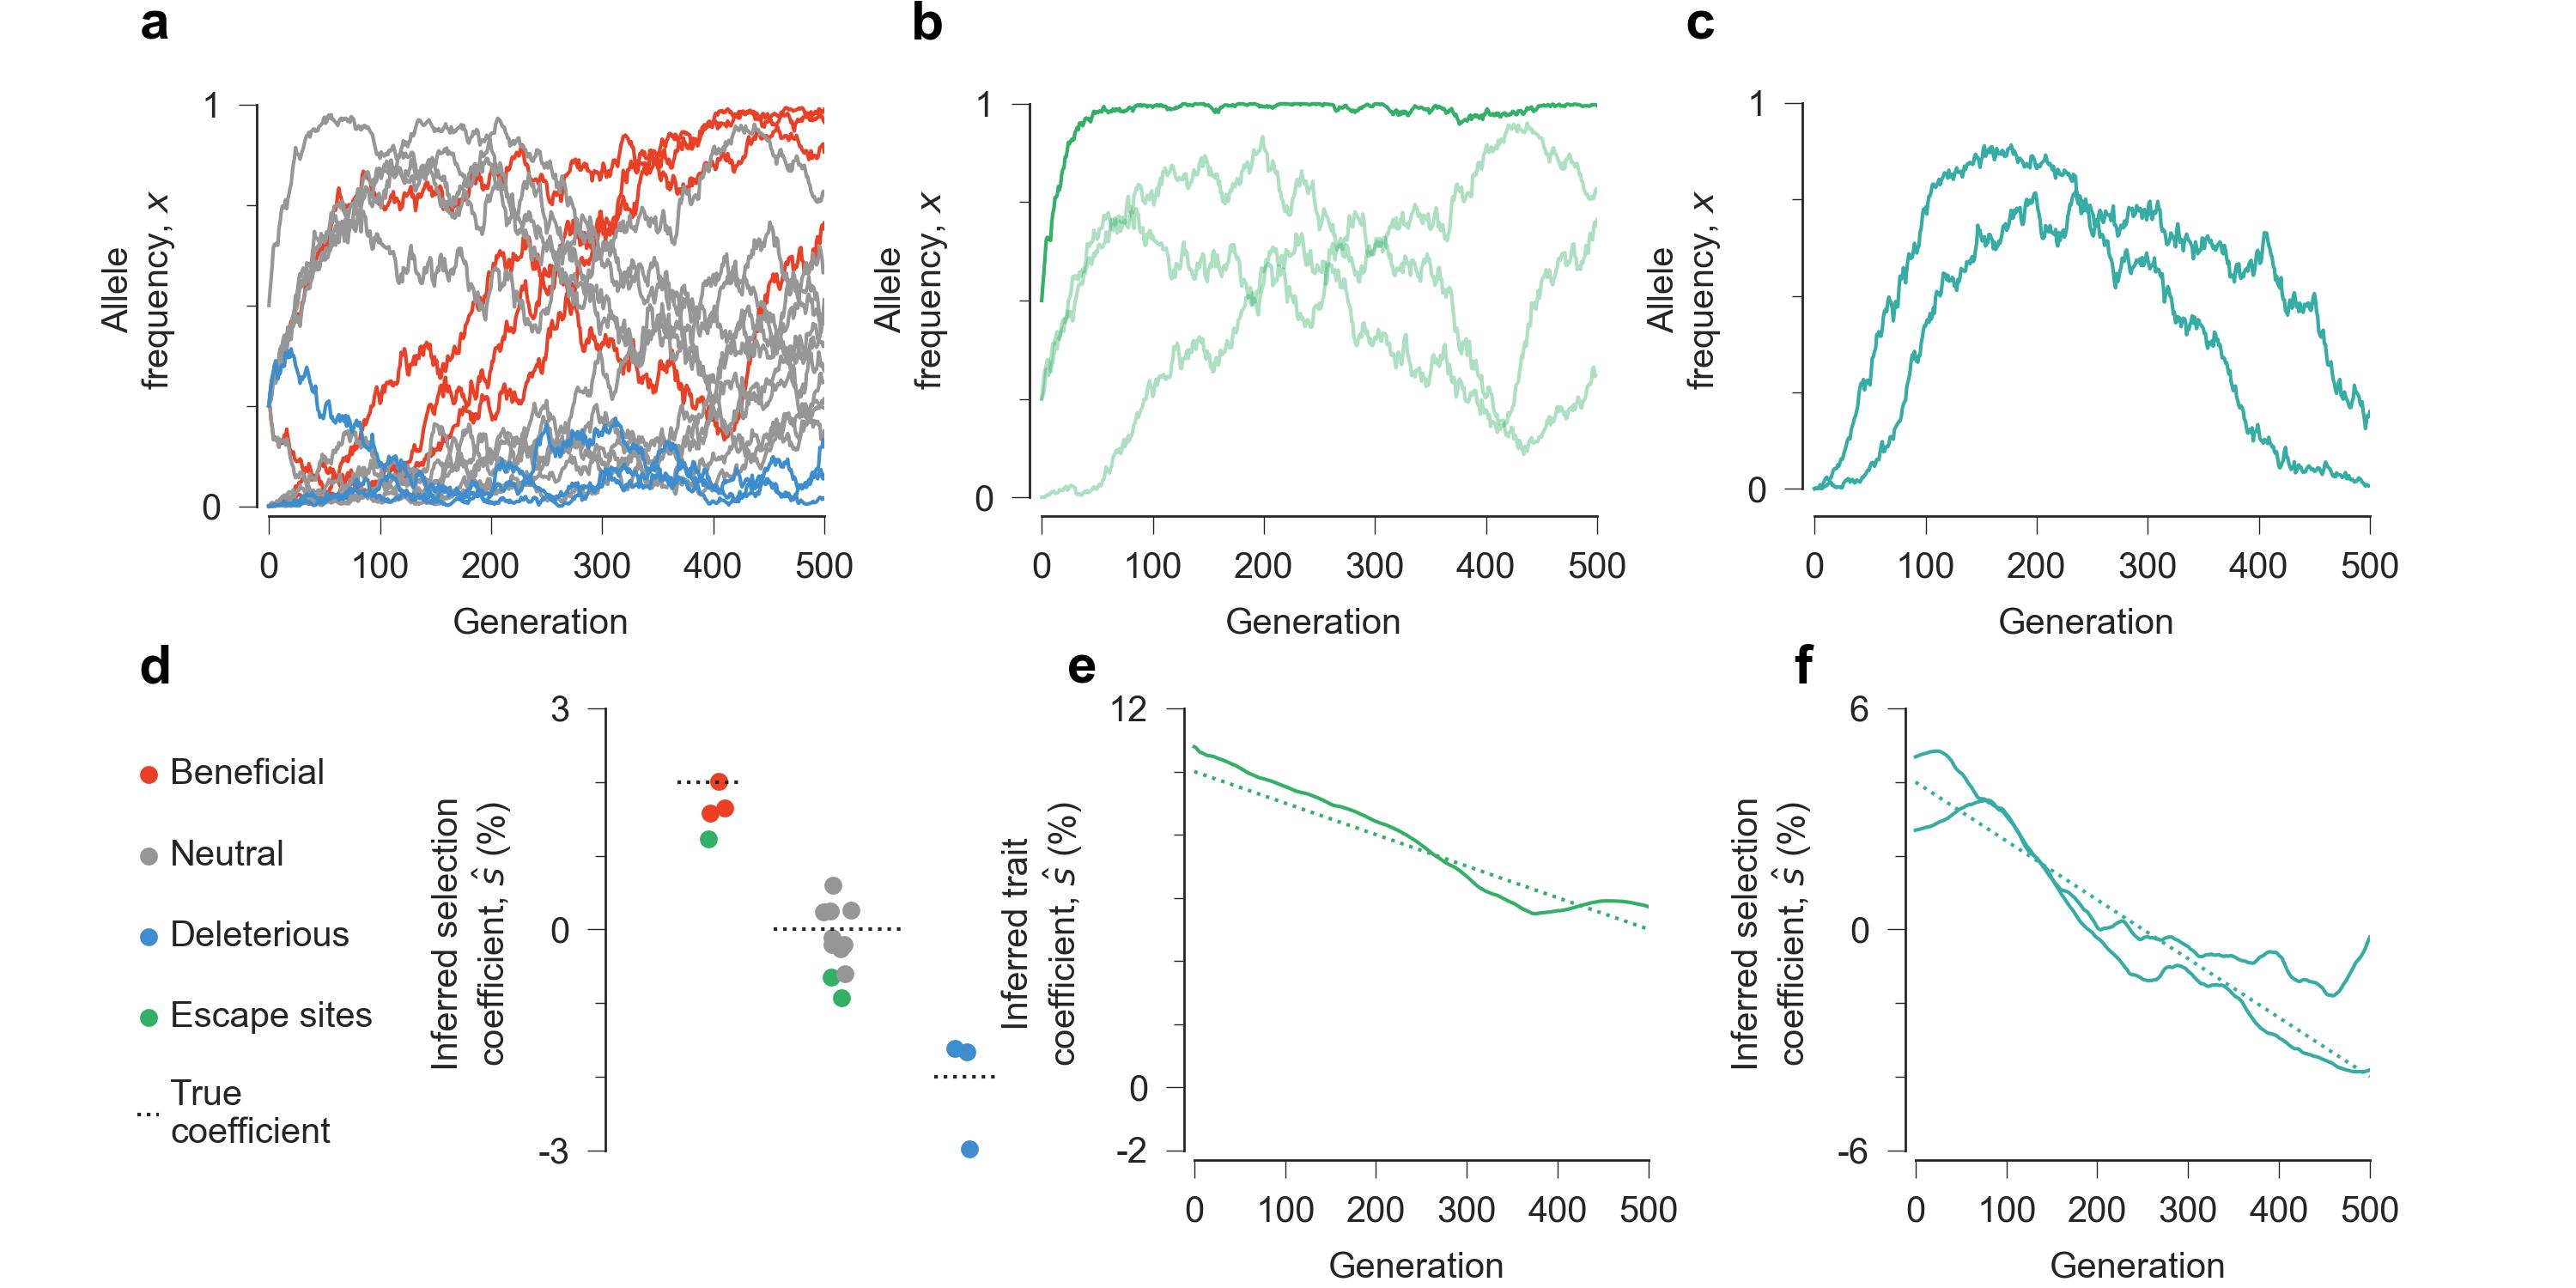 a
b
c
1
0
Allele
frequency, x
0 100 200 300 400 500
Generation
1
0
Allele
frequency, x
0 100 200 300 400 500
Generation
1
0
Allele
frequency, x
0 100 200 300 400 500
Generation
d
Beneficial
Neutral
Deleterious
Escape sites
True
coefficient
3
0
-3
Inferred selection
coefficient, ŝ (%)
e
12
0
-2
Inferred trait
coefficient, ŝ (%)
0 100 200 300 400 500
Generation
f
6
0
-6
Inferred selection
coefficient, ŝ (%)
0 100 200 300 400 500
Generation